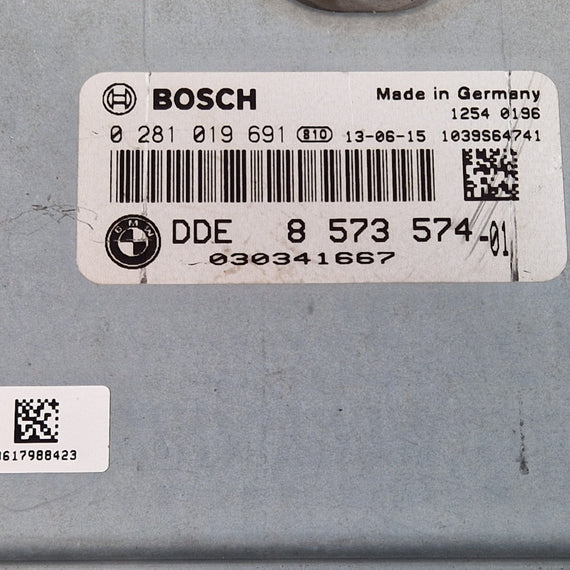 BOSCH
Made in Germany
1254 0196
0 281 019 691 810 13-06-15 1039S64741
BMW
DDE 8 573 574-01
030341667
617988423